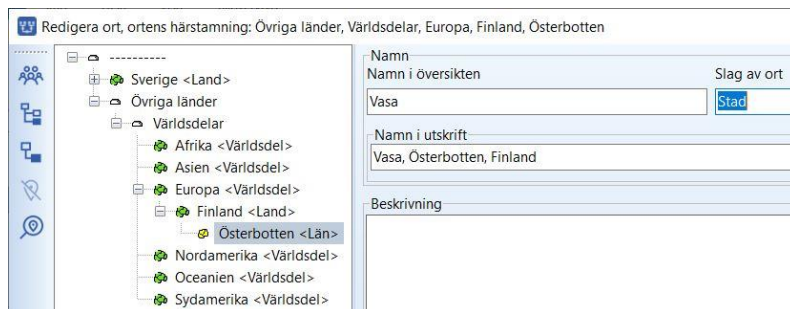 Redigera ort, ortens härstamning: Övriga länder, Världsdelar, Europa, Finland, Österbotten
----------
Sverige <Land>
Övriga länder
Världsdelar
Afrika <Världsdel>
Asien <Världsdel>
Europa <Världsdel>
Finland <Land>
Österbotten <Län>
Nordamerika <Världsdel>
Oceanien <Världsdel>
Sydamerika <Världsdel>
Namn
Namn i översikten
Slag av ort
Vasa
Stad
Namn i utskrift
Vasa, Österbotten, Finland
Beskrivning